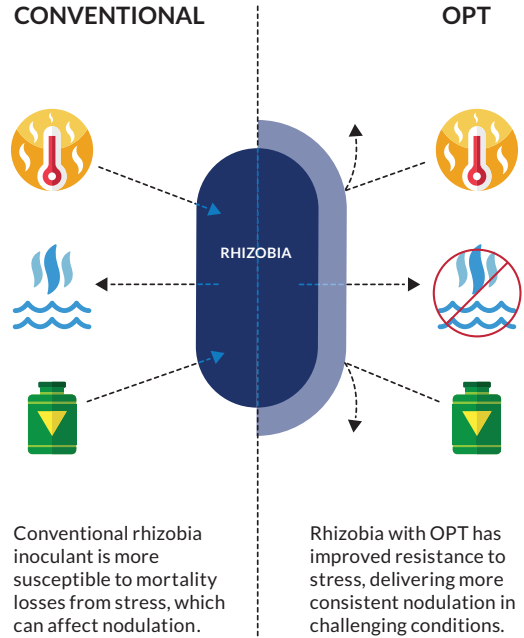 CONVENTIONAL
OPT
RHIZOBIA
Conventional rhizobia
inoculant is more
susceptible to mortality
losses from stress, which
can affect nodulation.
Rhizobia with OPT has
improved resistance to
stress, delivering more
consistent nodulation in
challenging conditions.